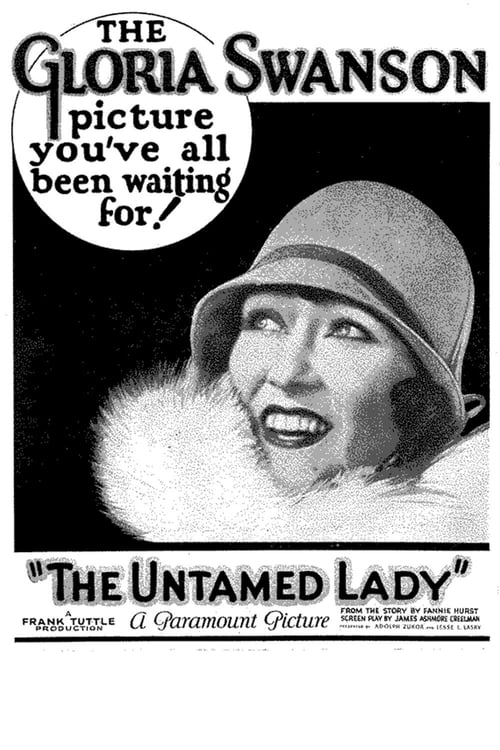 THE
GLORIA SWANSON
picture
you've all
been waiting
for!
"THE UNTAMED LADY"
A
FRANK TUTTLE
PRODUCTION
A Paramount Picture
FROM THE STORY BY FANNIE HURST
SCREEN PLAY BY JAMES ASHMORE CREELMAN
PRESENTED BY ADOLPH ZUKOR AND JESSE L. LASKY